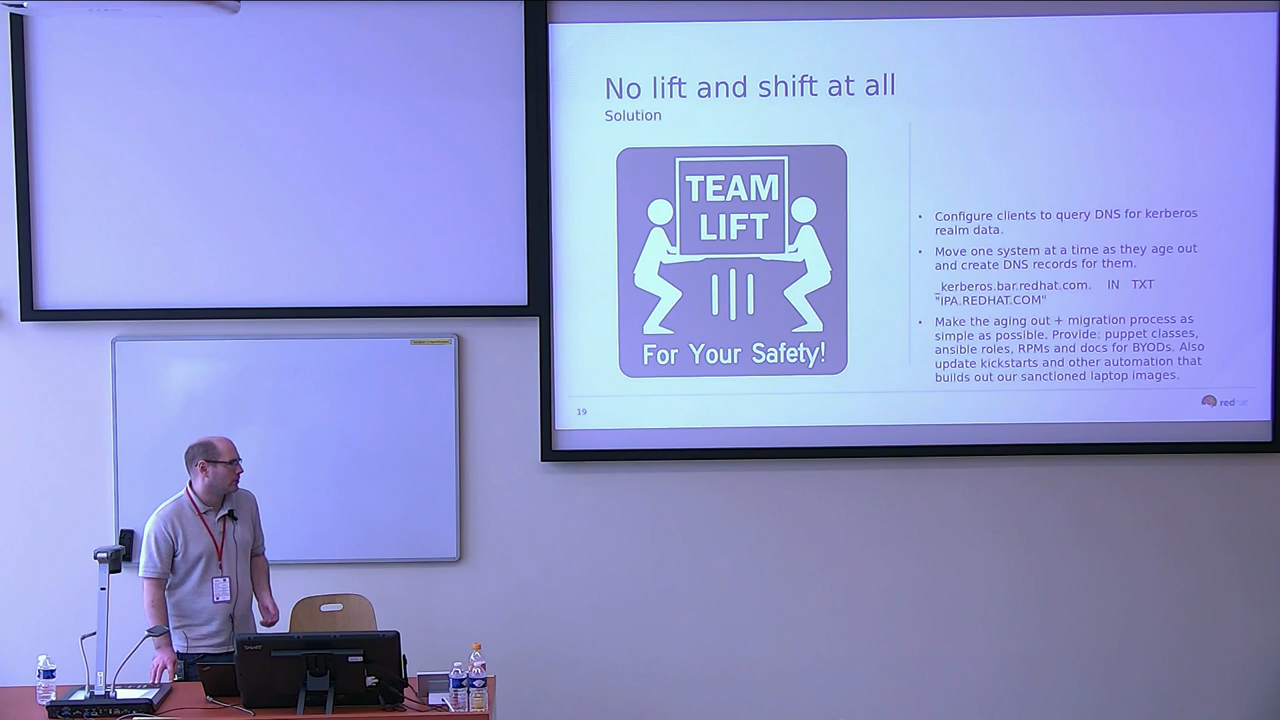 No lift and shift at all
Solution
TEAM
LIFT
For Your Safety!
• Configure clients to query DNS for kerberos
realm data.
• Move one system at a time as they age out
and create DNS records for them.
_kerberos.bar.redhat.com. IN TXT
"IPA.REDHAT.COM"
• Make the aging out + migration process as
simple as possible. Provide: puppet classes,
ansible roles, RPMs and docs for BYODs. Also
update kickstarts and other automation that
builds out our sanctioned laptop images.
19
redhat